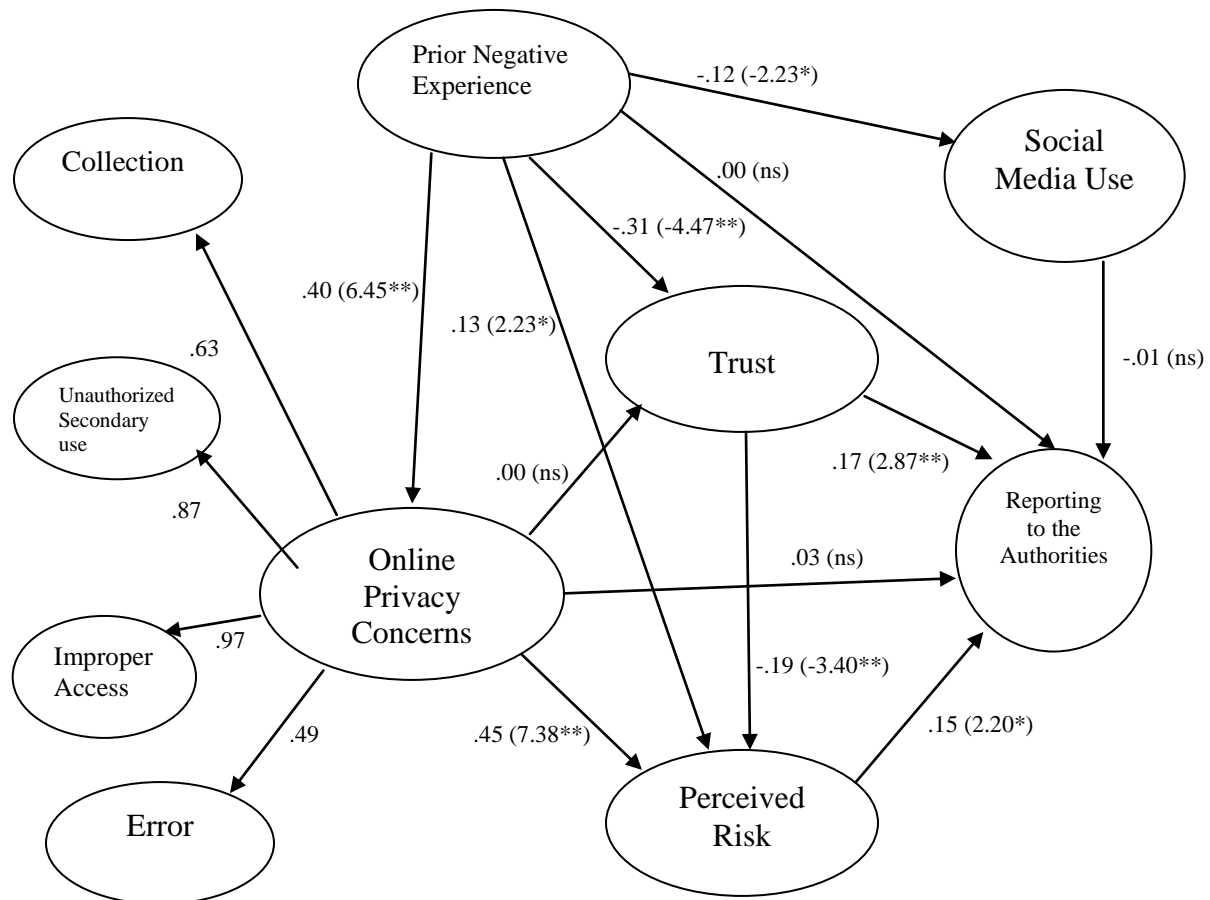 Prior Negative
Experience
-.12 (-2.23*)
Social
Media Use
Collection
.00 (ns)
-.31 (-4.47**)
.40 (6.45**)
.13 (2.23*)
Trust
.63
-.01 (ns)
Unauthorized
Secondary
use
.17 (2.87**)
.00 (ns)
.87
Reporting
to the
Authorities
Online
Privacy
Concerns
.03 (ns)
.97
Improper
Access
-.19 (-3.40**)
.49
.45 (7.38**)
.15 (2.20*)
Error
Perceived
Risk